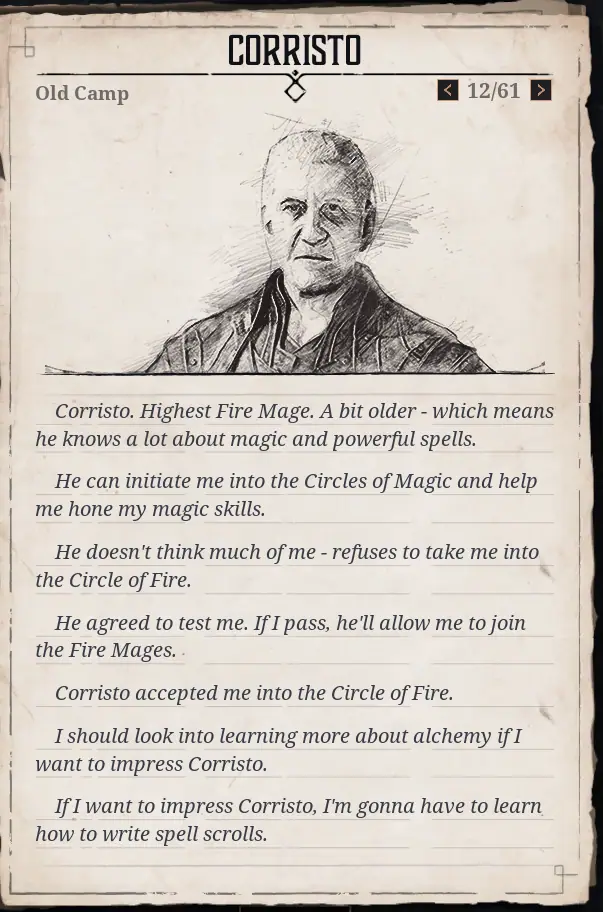 CORRISTO
Old Camp
12/61
Corristo. Highest Fire Mage. A bit older - which means
he knows a lot about magic and powerful spells.
He can initiate me into the Circles of Magic and help
me hone my magic skills.
He doesn't think much of me - refuses to take me into
the Circle of Fire.
He agreed to test me. If I pass, he'll allow me to join
the Fire Mages.
Corristo accepted me into the Circle of Fire.
I should look into learning more about alchemy if I
want to impress Corristo.
If I want to impress Corristo, I'm gonna have to learn
how to write spell scrolls.